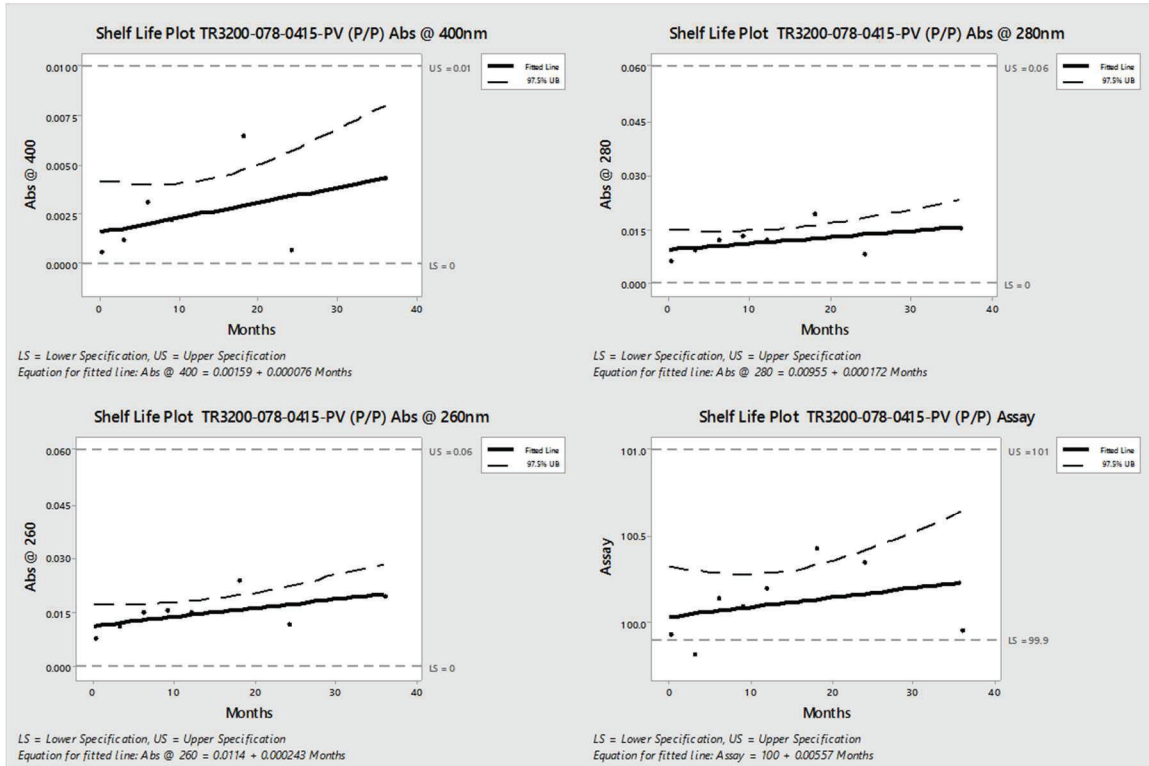 Shelf Life Plot TR3200-078-0415-PV (P/P) Abs @ 400nm
0.0100
0.0075
0.0050
0.0025
0.0000
Abs @ 400
US = 0.01
LS = 0
Fitted Line
97.5% UB
0 10 20 30 40
Months
LS = Lower Specification, US = Upper Specification
Equation for fitted line: Abs @ 400 = 0.00159 + 0.000076 Months
Shelf Life Plot TR3200-078-0415-PV (P/P) Abs @ 280nm
0.060
0.045
0.030
0.015
0.000
Abs @ 280
US = 0.06
LS = 0
Fitted Line
97.5% UB
0 10 20 30 40
Months
LS = Lower Specification, US = Upper Specification
Equation for fitted line: Abs @ 280 = 0.00955 + 0.000172 Months
Shelf Life Plot TR3200-078-0415-PV (P/P) Abs @ 260nm
0.060
0.045
0.030
0.015
0.000
Abs @ 260
US = 0.06
LS = 0
Fitted Line
97.5% UB
0 10 20 30 40
Months
LS = Lower Specification, US = Upper Specification
Equation for fitted line: Abs @ 260 = 0.0114 + 0.000243 Months
Shelf Life Plot TR3200-078-0415-PV (P/P) Assay
101.0
100.5
100.0
Assay
US =101
LS =99.9
Fitted Line
97.5% UB
0 10 20 30 40
Months
LS = Lower Specification, US = Upper Specification
Equation for fitted line: Assay = 100 + 0.00557 Months